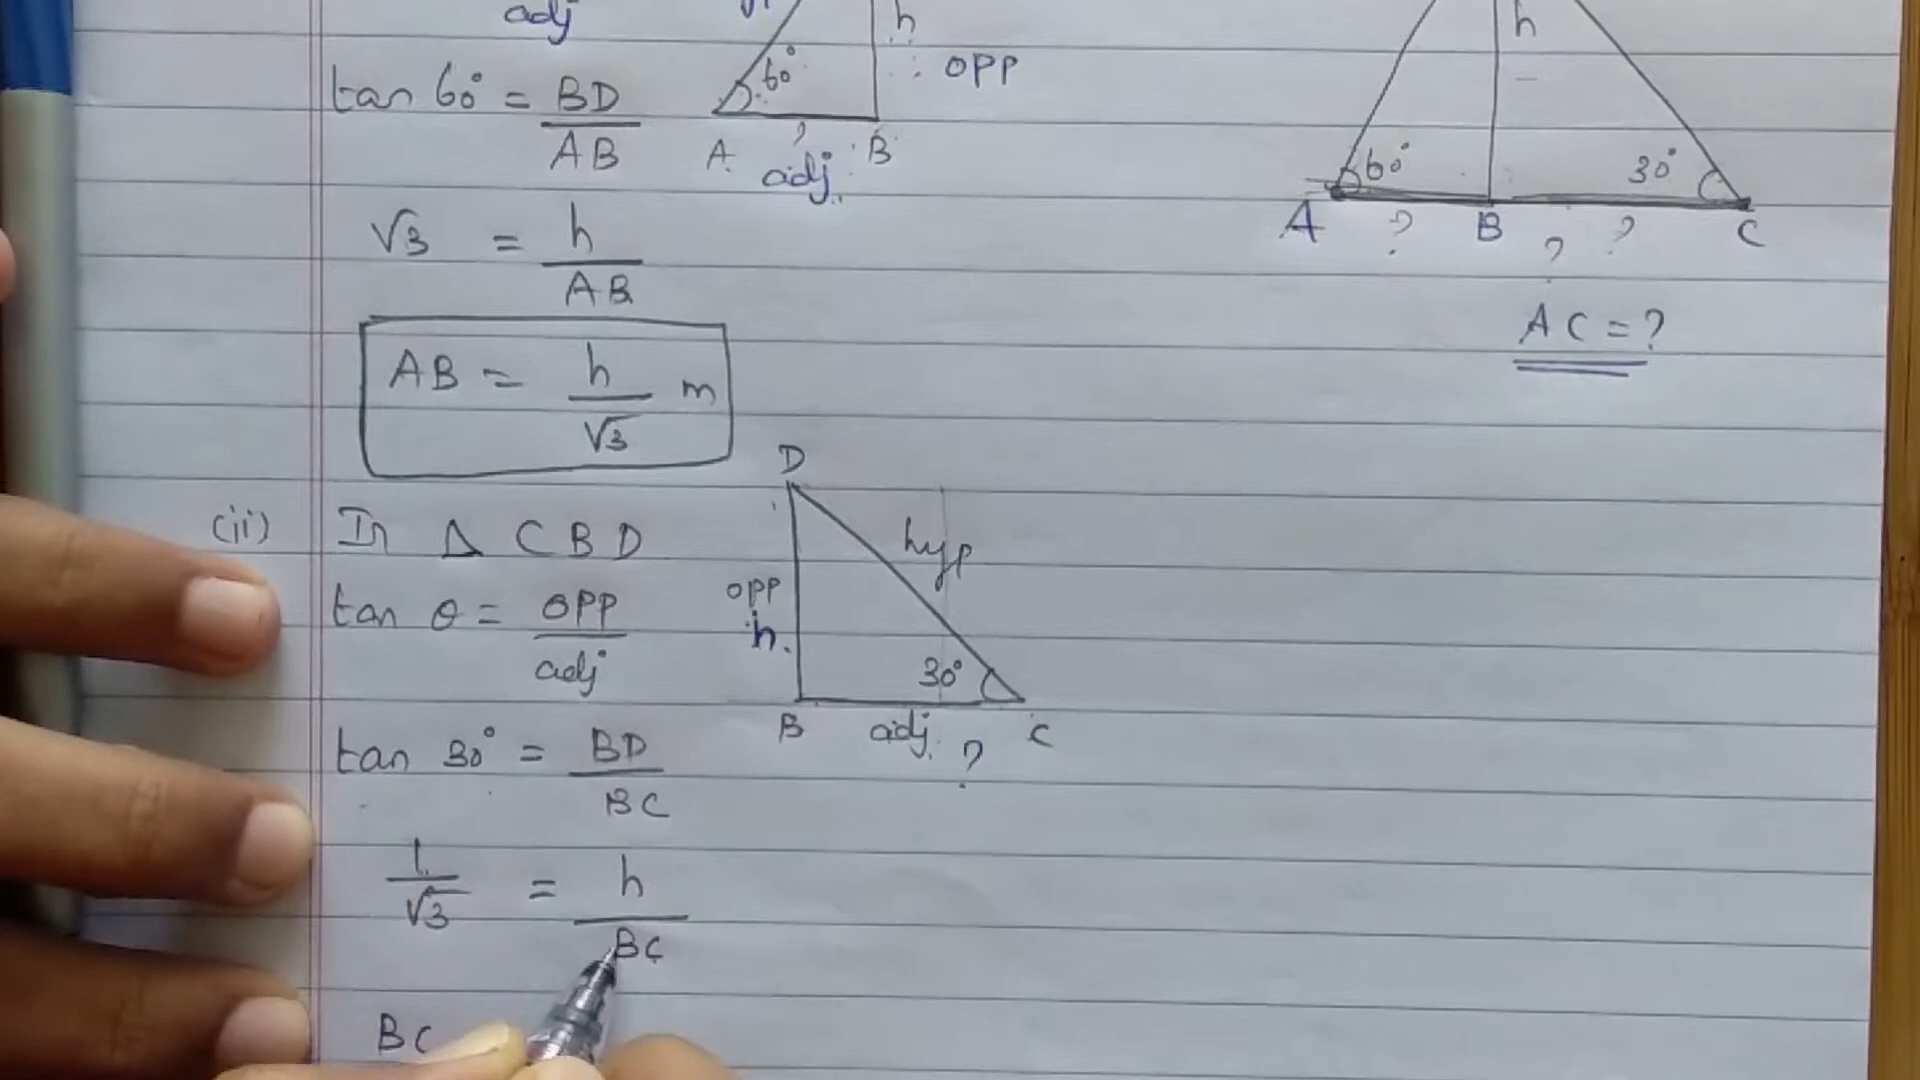 adj
tan 60° = BD / AB
60°
h
opp
A
?
B
adj.
√3 = h / AB
AB = h / √3 m
h
60°
30°
A
?
B
?
?
C
AC = ?
(ii) In Δ CBD
tan θ = opp / adj
D
hyp
opp
h.
30°
B
adj.
?
C
tan 30° = BD / BC
1 / √3 = h / BC
BC